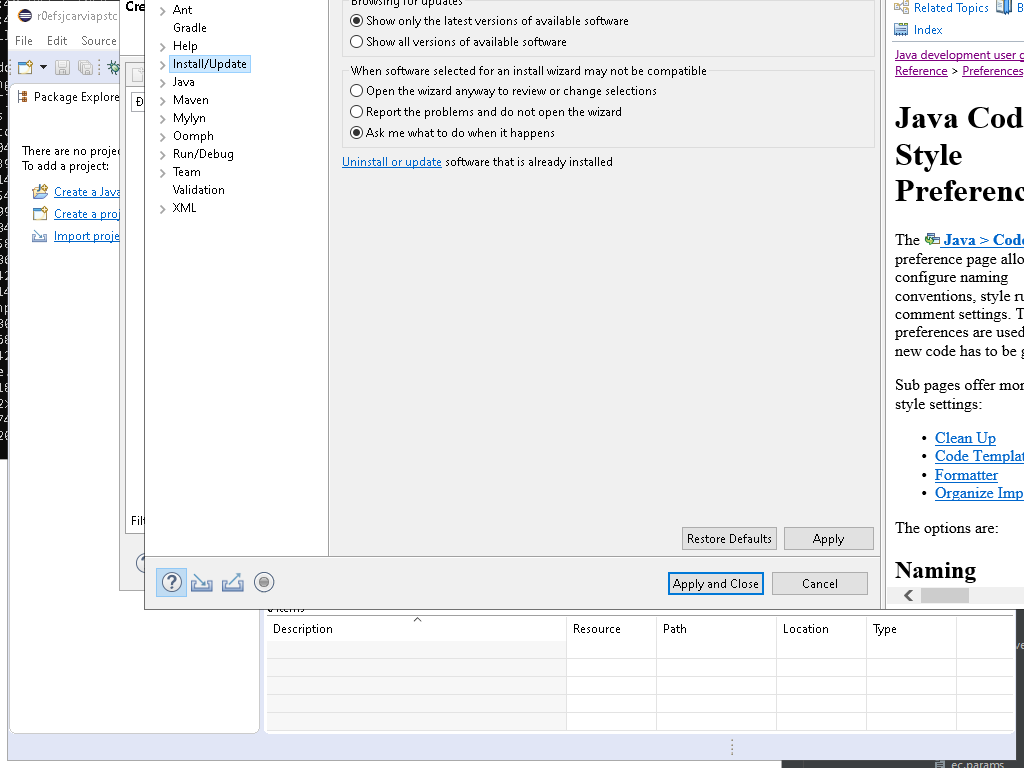 r0efsjcarviapstc
File Edit Source
Package Explore
There are no projec
To add a project:
Create a Java
Create a proj
Import proje
Cre
Ant
Gradle
Help
Install/Update
Java
Maven
Mylyn
Oomph
Run/Debug
Team
Validation
XML
Browsing for updates
Show only the latest versions of available software
Show all versions of available software
When software selected for an install wizard may not be compatible
Open the wizard anyway to review or change selections
Report the problems and do not open the wizard
Ask me what to do when it happens
Uninstall or update software that is already installed
Restore Defaults Apply
Apply and Close Cancel
Related Topics B
Index
Java development user g
Reference > Preferences
Java Cod
Style
Preferenc
The Java > Code
preference page allo
configure naming
conventions, style ru
comment settings. T
preferences are used
new code has to be g
Sub pages offer mor
style settings:
• Clean Up
• Code Templat
• Formatter
• Organize Imp
The options are:
Naming
Filt
0 items
Description Resource Path Location Type
ec.params